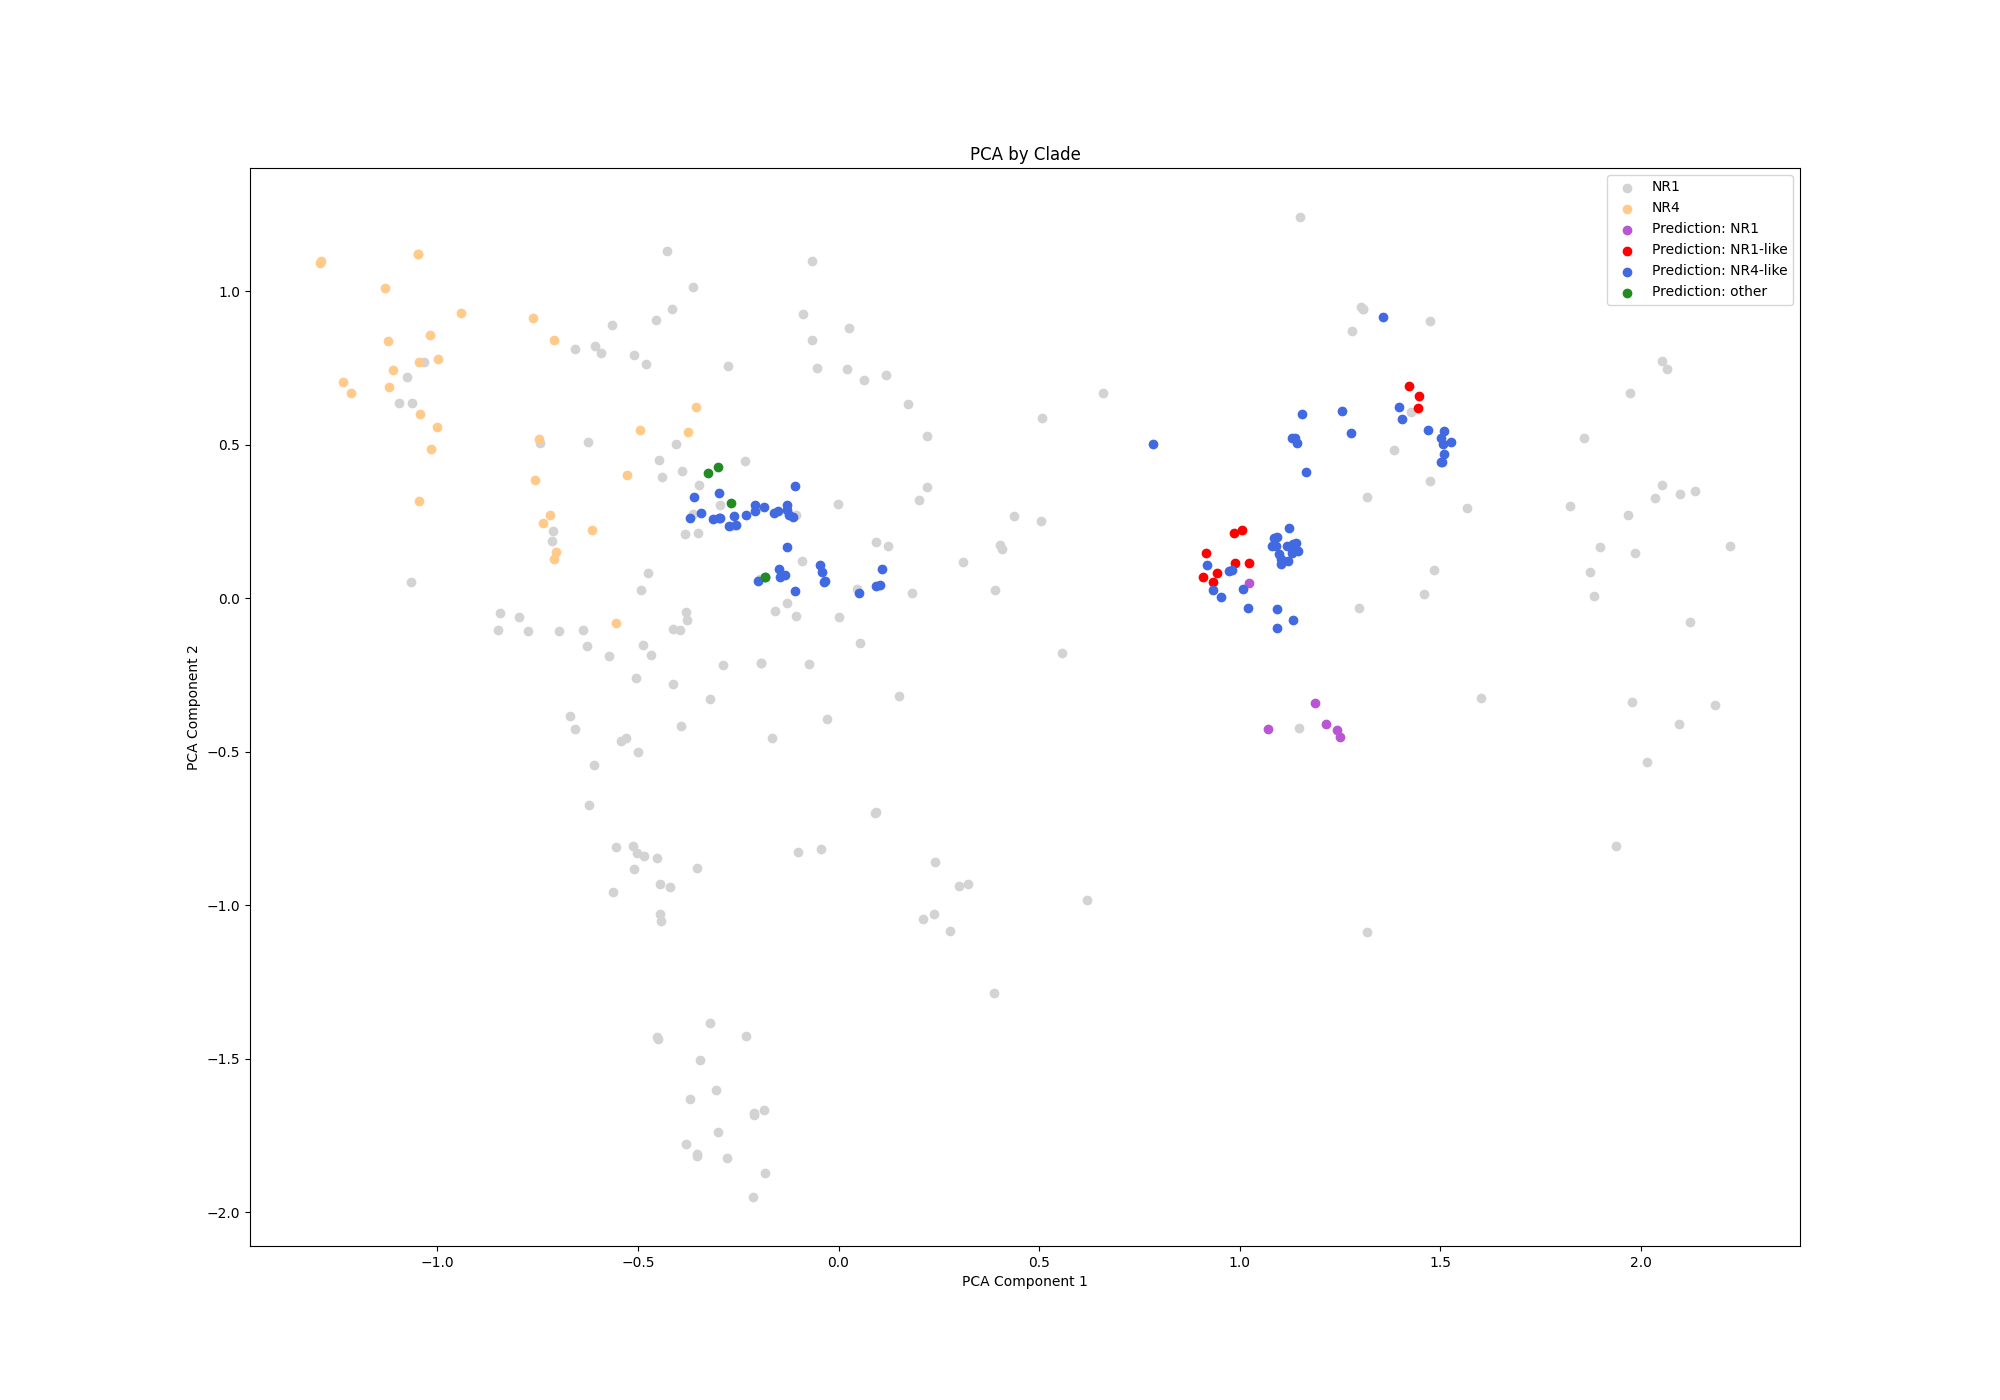 PCA by Clade
NR1
NR4
Prediction: NR1
Prediction: NR1-like
Prediction: NR4-like
Prediction: other
1.0
0.5
0.0
−0.5
−1.0
−1.5
−2.0
PCA Component 2
−1.0
−0.5
0.0
0.5
1.0
1.5
2.0
PCA Component 1